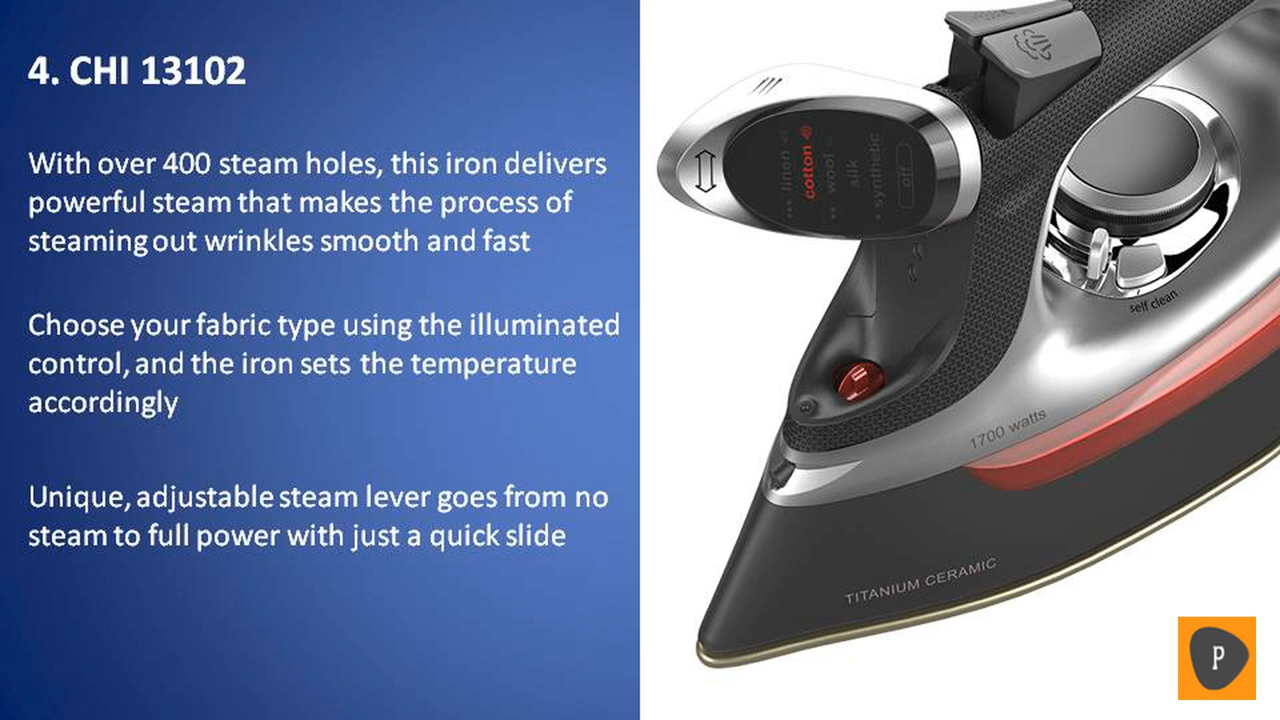 4. CHI 13102
With over 400 steam holes, this iron delivers
powerful steam that makes the process of
steaming out wrinkles smooth and fast
Choose your fabric type using the illuminated
control, and the iron sets the temperature
accordingly
Unique, adjustable steam lever goes from no
steam to full power with just a quick slide
••• linen
cotton
•• wool
silk
• synthetic
off
self clean
1700 watts
TITANIUM CERAMIC
P